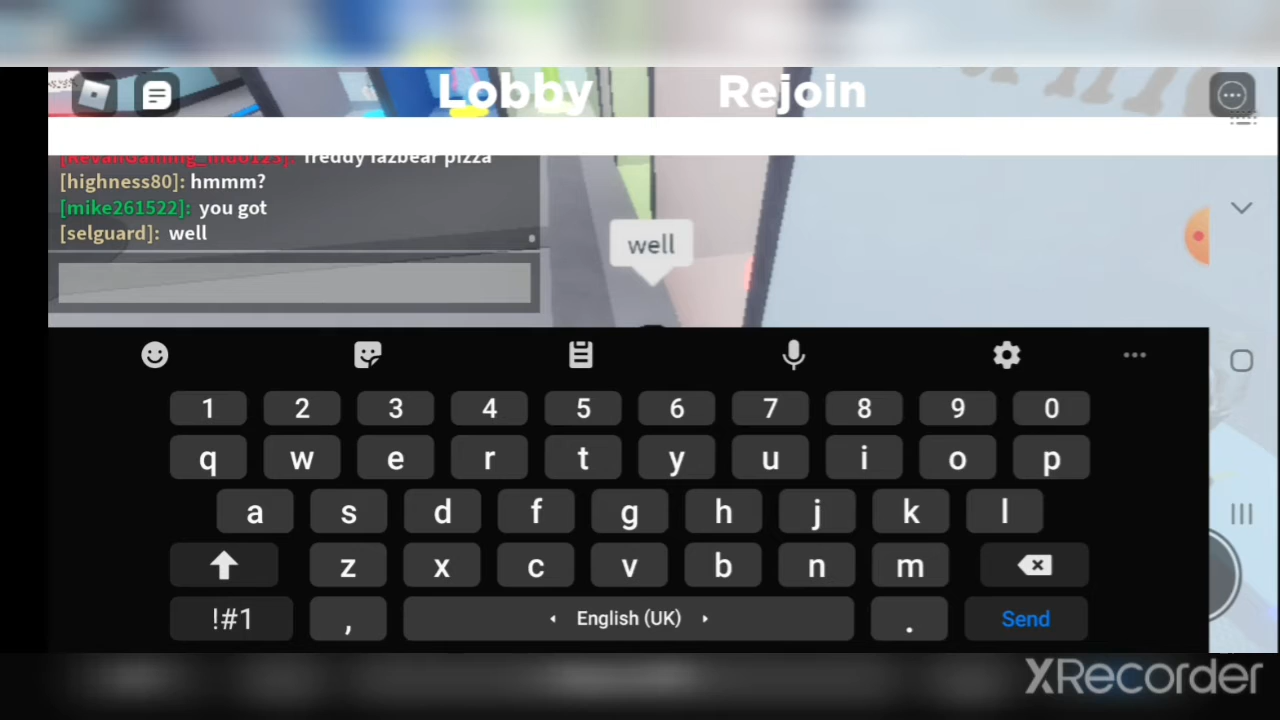 Lobby Rejoin
freddy fazbear pizza
[highness80]: hmmm?
[mike261522]: you got
[selguard]: well
well
1 2 3 4 5 6 7 8 9 0
q w e r t y u i o p
a s d f g h j k l
z x c v b n m
!#1 , English (UK) . Send
XRecorder